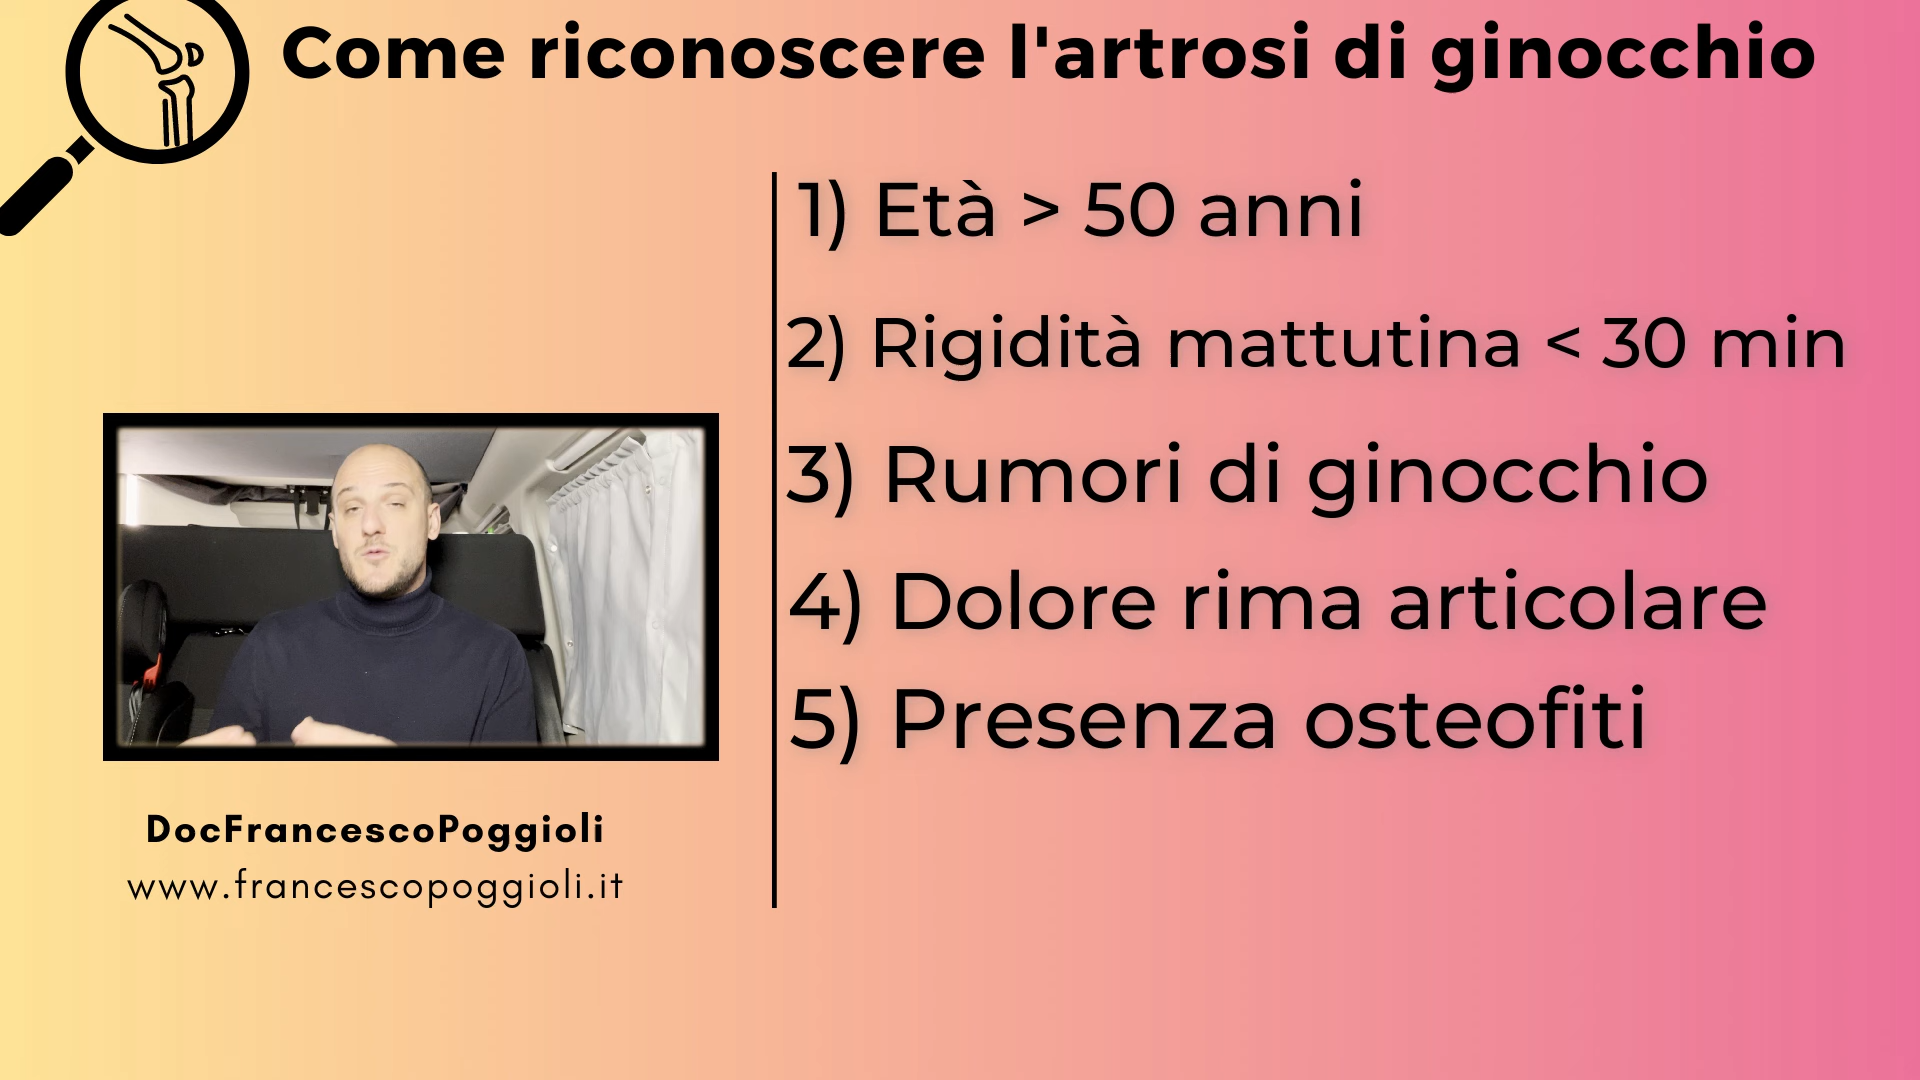 Come riconoscere l'artrosi di ginocchio
1) Età > 50 anni
2) Rigidità mattutina < 30 min
3) Rumori di ginocchio
4) Dolore rima articolare
5) Presenza osteofiti
DocFrancescoPoggioli
www.francescopoggioli.it